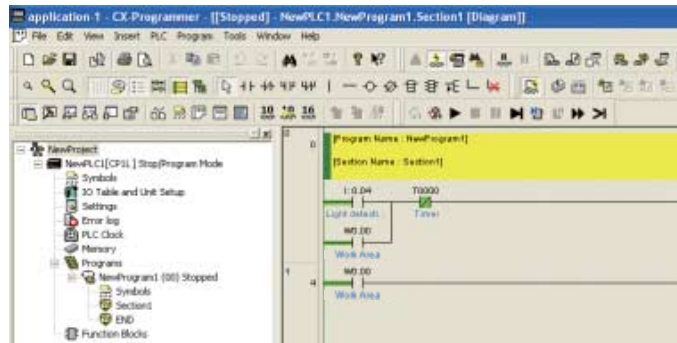 application-1 - CX-Programmer - [[Stopped] - NewPLC1.NewProgram1.Section1 [Diagram]]
File Edit View Insert PLC Program Tools Window Help
10 16
NewProject
NewPLC1[CP1L] Stop/Program Mode
Symbols
IO Table and Unit Setup
Settings
Error log
PLC Clock
Memory
Programs
NewProgram1 (00) Stopped
Symbols
Section1
END
Function Blocks
0
0
[Program Name : NewProgram1]
[Section Name : Section1]
I: 0.04
T0000
Light detecti...
Timer
W0.00
Work Area
1
4
W0.00
Work Area